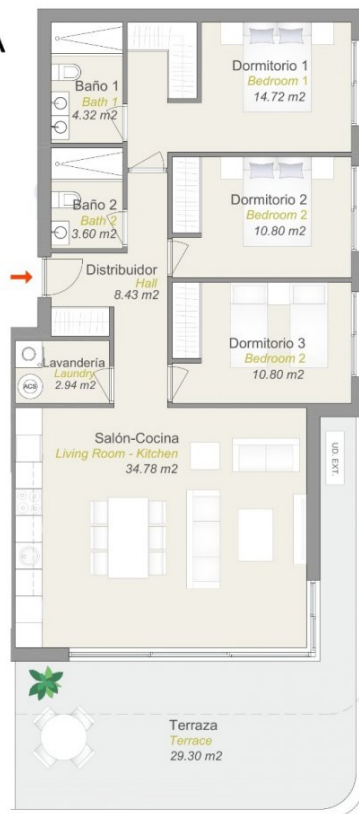 A
Baño 1
Bath 1
4.32 m2
Dormitorio 1
Bedroom 1
14.72 m2
Baño 2
Bath 2
3.60 m2
Dormitorio 2
Bedroom 2
10.80 m2
Distribuidor
Hall
8.43 m2
Lavandería
Laundry
2.94 m2
ACS
Dormitorio 3
Bedroom 2
10.80 m2
Salón-Cocina
Living Room - Kitchen
34.78 m2
UD. EXT.
Terraza
Terrace
29.30 m2